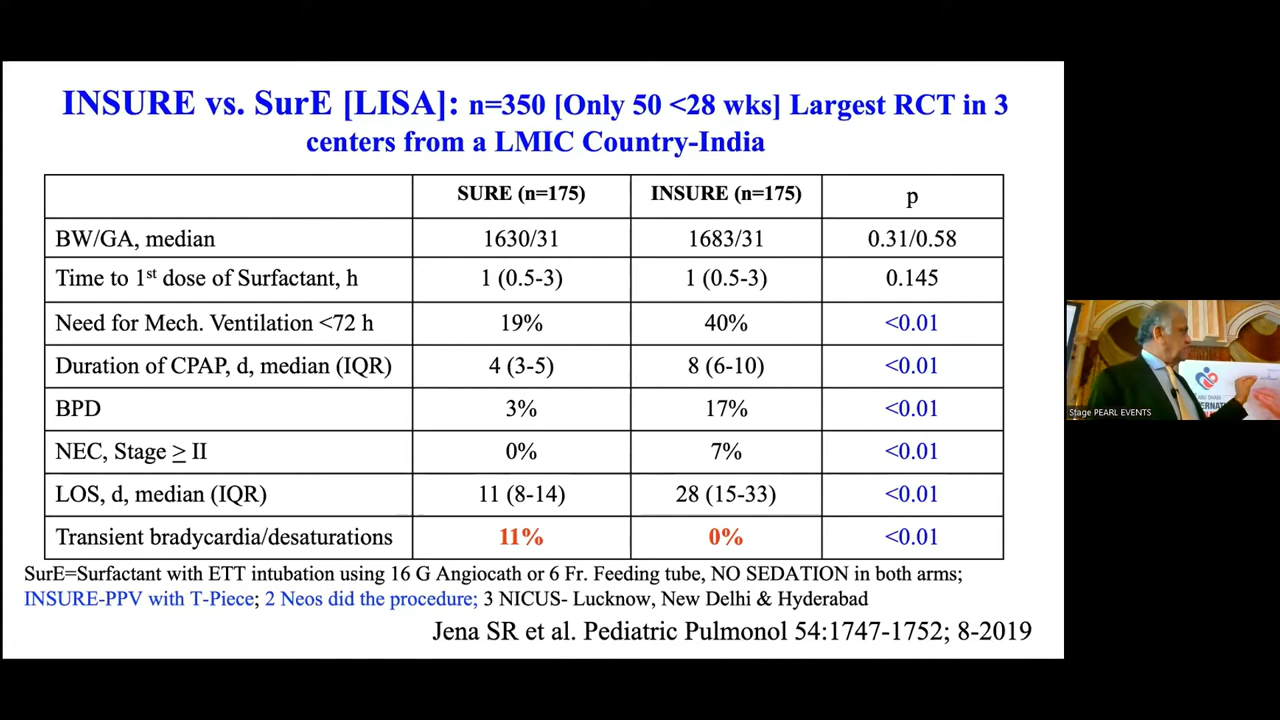 INSURE vs. SurE [LISA]: n=350 [Only 50 <28 wks] Largest RCT in 3
centers from a LMIC Country-India
SURE (n=175) INSURE (n=175) p
BW/GA, median 1630/31 1683/31 0.31/0.58
Time to 1st dose of Surfactant, h 1 (0.5-3) 1 (0.5-3) 0.145
Need for Mech. Ventilation <72 h 19% 40% <0.01
Duration of CPAP, d, median (IQR) 4 (3-5) 8 (6-10) <0.01
BPD 3% 17% <0.01
NEC, Stage ≥ II 0% 7% <0.01
LOS, d, median (IQR) 11 (8-14) 28 (15-33) <0.01
Transient bradycardia/desaturations 11% 0% <0.01
SurE=Surfactant with ETT intubation using 16 G Angiocath or 6 Fr. Feeding tube, NO SEDATION in both arms;
INSURE-PPV with T-Piece; 2 Neos did the procedure; 3 NICUS- Lucknow, New Delhi & Hyderabad
Jena SR et al. Pediatric Pulmonol 54:1747-1752; 8-2019
ABU DHABI
Stage PEARL EVENTS